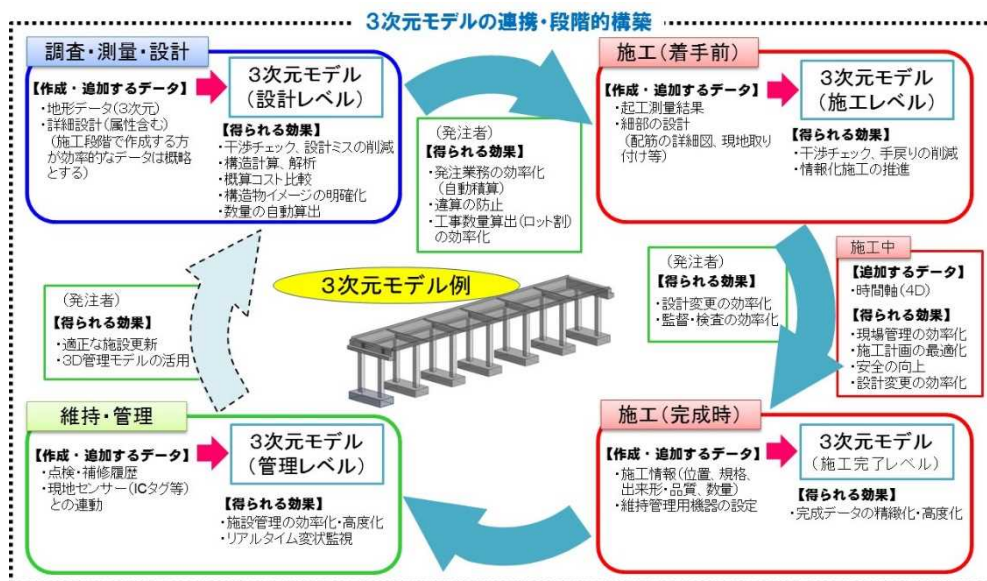 3次元モデルの連携・段階的構築
調査・測量・設計
【作成・追加するデータ】
・地形データ(3次元)
・詳細設計(属性含む)
(施工段階で作成する方
が効率的なデータは概略
とする)
3次元モデル
(設計レベル)
【得られる効果】
・干渉チェック、設計ミスの削減
・構造計算、解析
・概算コスト比較
・構造物イメージの明確化
・数量の自動算出
(発注者)
【得られる効果】
・発注業務の効率化
(自動積算)
・違算の防止
・工事数量算出(ロット割)
の効率化
施工(着手前)
【作成・追加するデータ】
・起工測量結果
・細部の設計
(配筋の詳細図、現地取り
付け等)
3次元モデル
(施工レベル)
【得られる効果】
・干渉チェック、手戻りの削減
・情報化施工の推進
(発注者)
【得られる効果】
・設計変更の効率化
・監督・検査の効率化
施工中
【追加するデータ】
・時間軸(4D)
【得られる効果】
・現場管理の効率化
・施工計画の最適化
・安全の向上
・設計変更の効率化
3次元モデル例
(発注者)
【得られる効果】
・適正な施設更新
・3D管理モデルの活用
維持・管理
【作成・追加するデータ】
・点検・補修履歴
・現地センサー(ICタグ等)
との連動
3次元モデル
(管理レベル)
【得られる効果】
・施設管理の効率化・高度化
・リアルタイム変状監視
施工(完成時)
【作成・追加するデータ】
・施工情報(位置、規格、
出来形・品質、数量)
・維持管理用機器の設定
3次元モデル
(施工完了レベル)
【得られる効果】
・完成データの精緻化・高度化